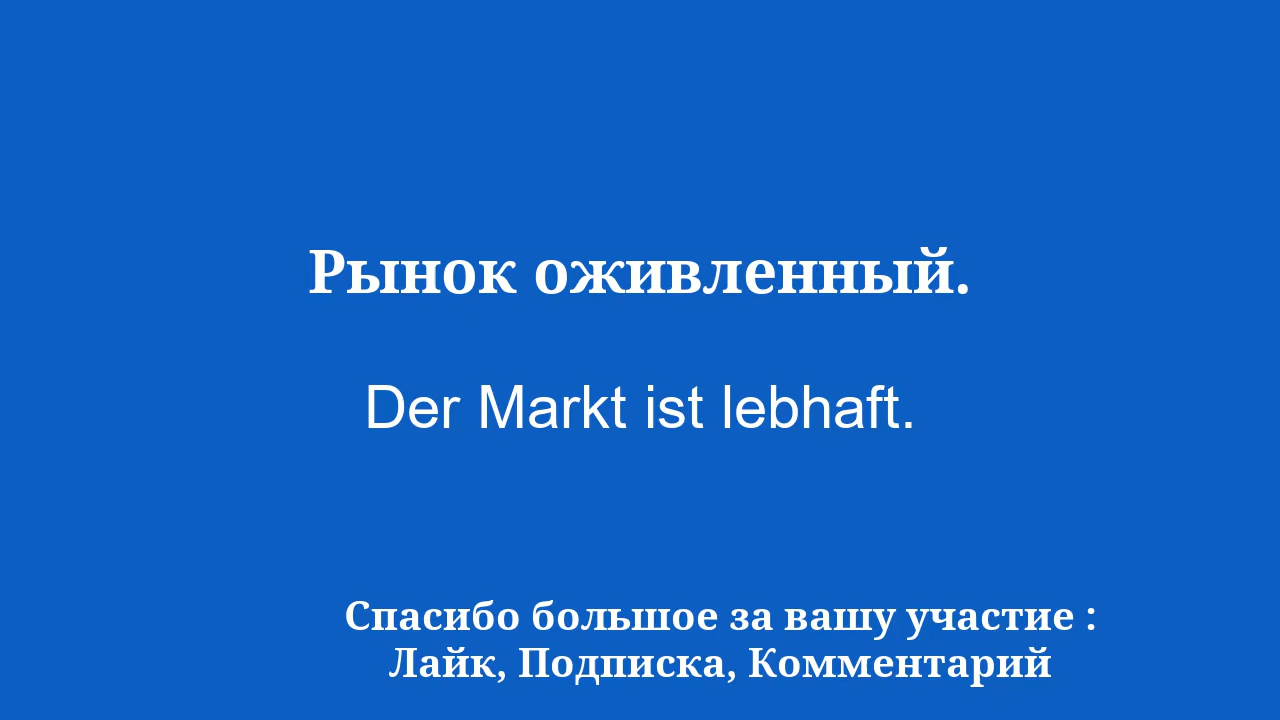 Рынок оживленный.
Der Markt ist lebhaft.
Спасибо большое за вашу участие :
Лайк, Подписка, Комментарий